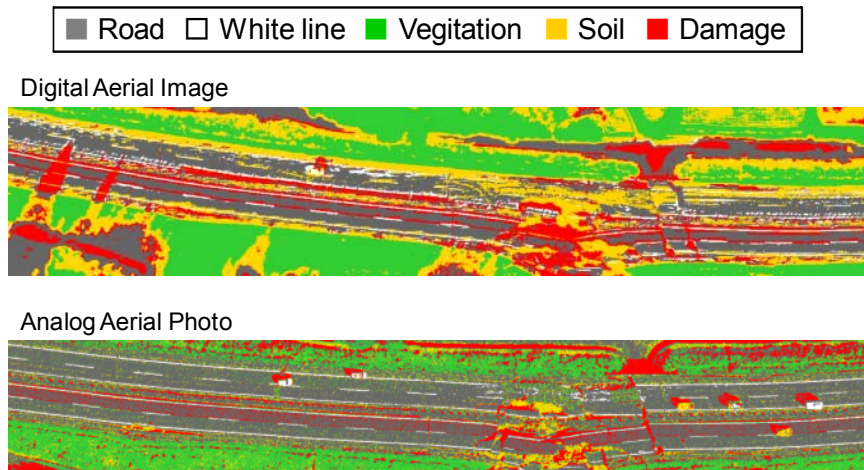 Road White line Vegitation Soil Damage
Digital Aerial Image
Analog Aerial Photo